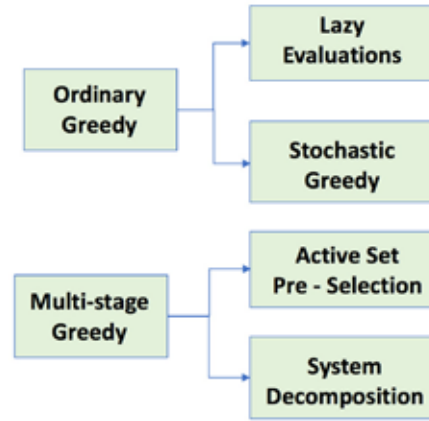 Lazy
Evaluations
Ordinary
Greedy
Stochastic
Greedy
Active Set
Pre - Selection
Multi-stage
Greedy
System
Decomposition